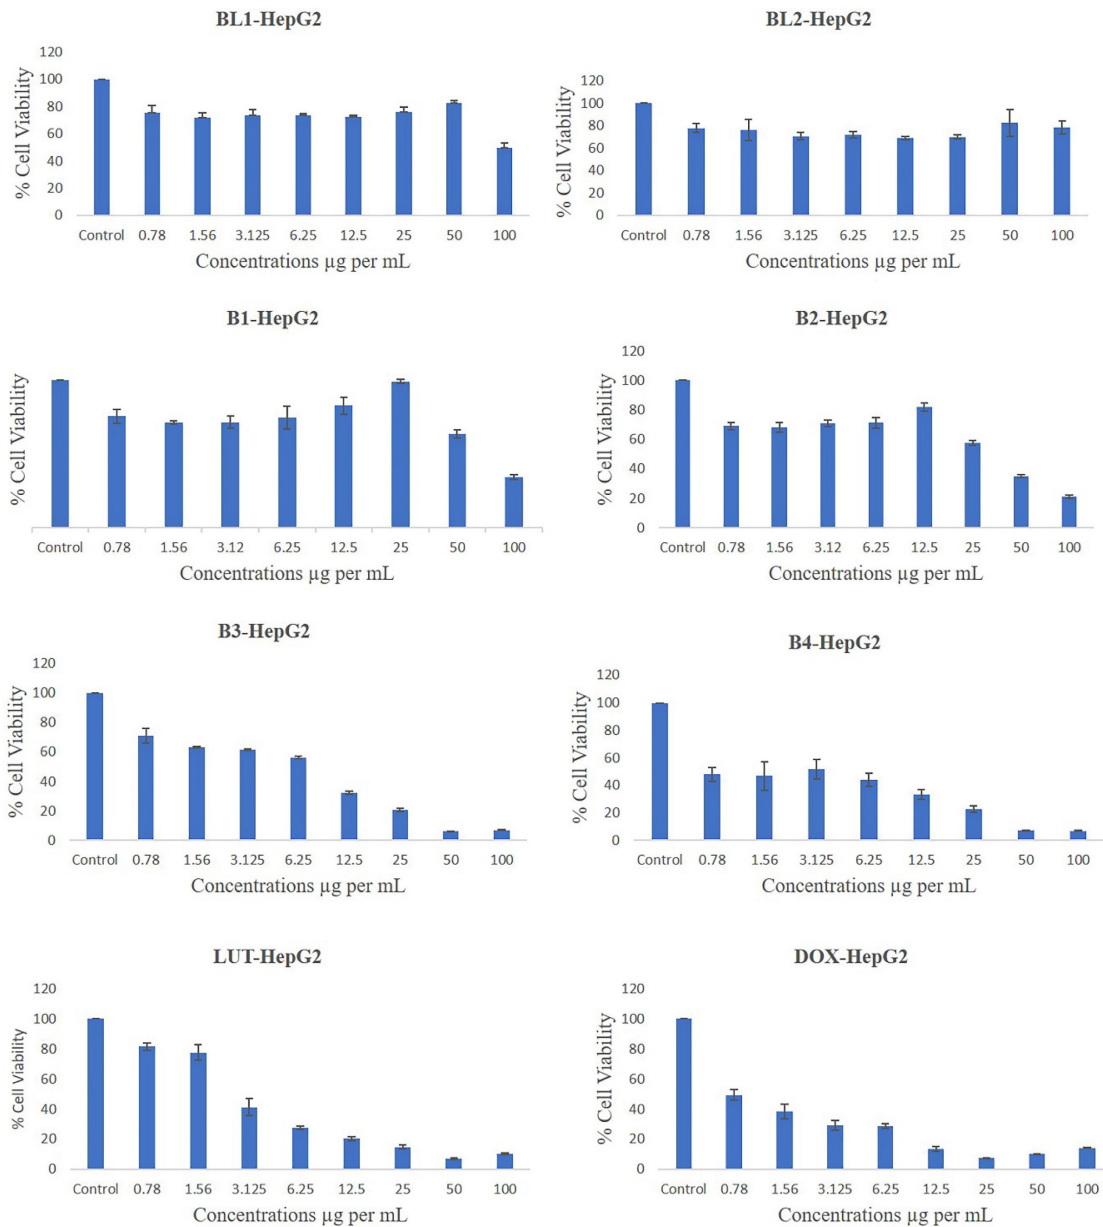 BL1-HepG2
% Cell Viability
120
100
80
60
40
20
0
Control 0.78 1.56 3.125 6.25 12.5 25 50 100
Concentrations µg per mL
BL2-HepG2
% Cell Viability
120
100
80
60
40
20
0
Control 0.78 1.56 3.125 6.25 12.5 25 50 100
Concentrations µg per mL
B1-HepG2
% Cell Viability
Control 0.78 1.56 3.12 6.25 12.5 25 50 100
Concentrations µg per mL
B2-HepG2
% Cell Viability
120
100
80
60
40
20
0
Control 0.78 1.56 3.12 6.25 12.5 25 50 100
Concentrations µg per mL
B3-HepG2
% Cell Viability
120
100
80
60
40
20
0
Control 0.78 1.56 3.125 6.25 12.5 25 50 100
Concentrations µg per mL
B4-HepG2
% Cell Viability
120
100
80
60
40
20
0
Control 0.78 1.56 3.125 6.25 12.5 25 50 100
Concentrations µg per mL
LUT-HepG2
% Cell Viability
120
100
80
60
40
20
0
Control 0.78 1.56 3.125 6.25 12.5 25 50 100
Concentrations µg per mL
DOX-HepG2
% Cell Viability
120
100
80
60
40
20
0
Control 0.78 1.56 3.125 6.25 12.5 25 50 100
Concentrations µg per mL